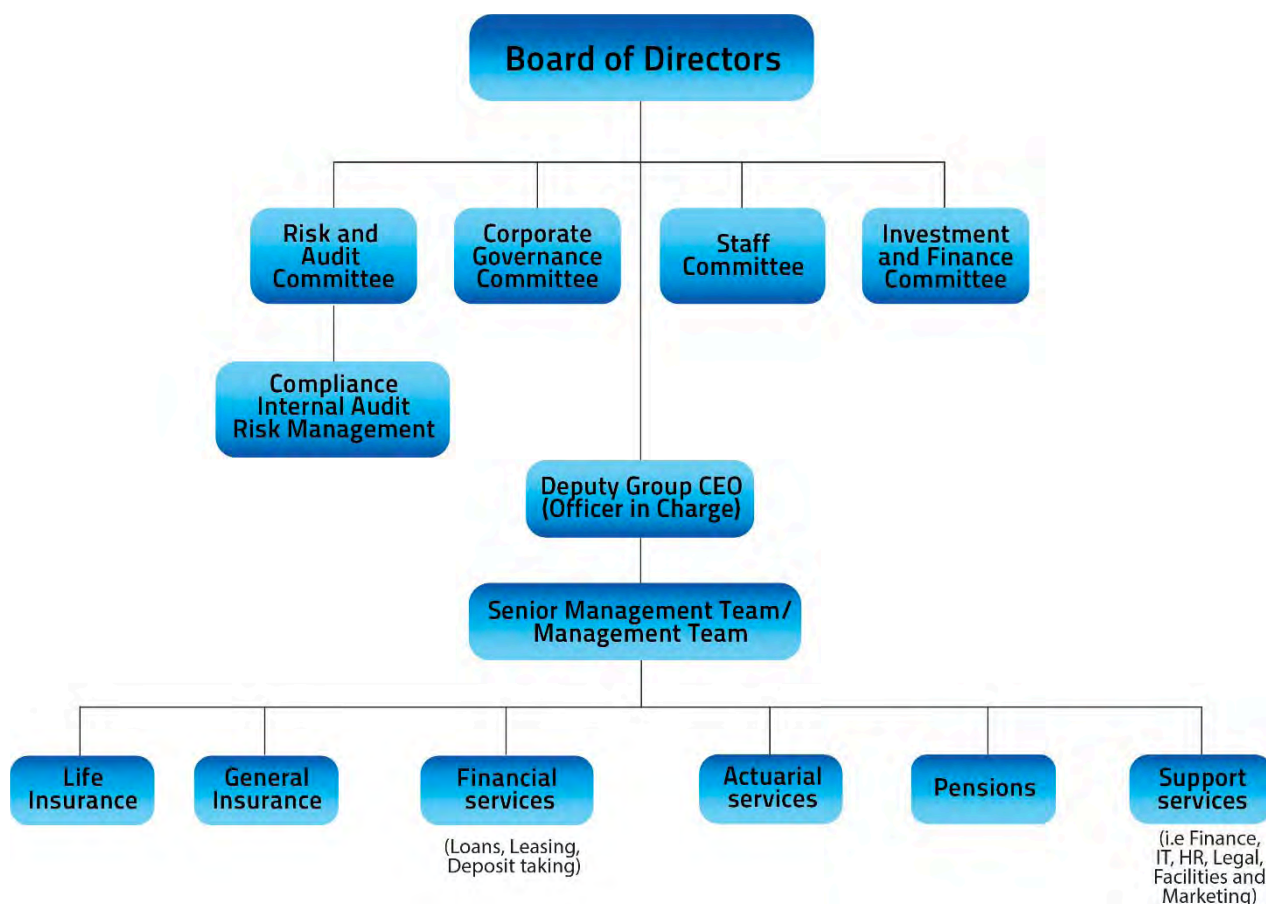 Board of Directors
Risk and
Audit
Committee
Corporate
Governance
Committee
Staff
Committee
Investment
and Finance
Committee
Compliance
Internal Audit
Risk Management
Deputy Group CEO
(Officer in Charge)
Senior Management Team/
Management Team
Life
Insurance
General
Insurance
Financial
services
(Loans, Leasing,
Deposit taking)
Actuarial
services
Pensions
Support
services
(i.e Finance,
IT, HR, Legal,
Facilities and
Marketing)